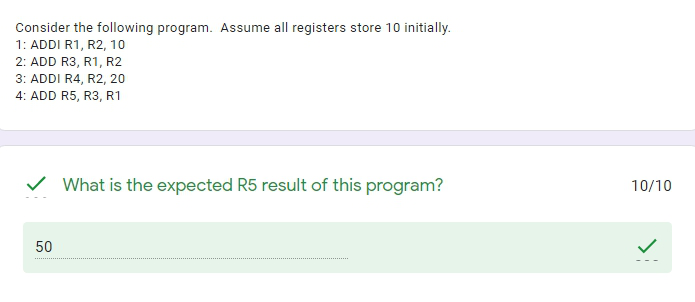 Consider the following program.  Assume all registers store 10 initially.
1: ADDI R1, R2, 10
2: ADD R3, R1, R2
3: ADDI R4, R2, 20
4: ADD R5, R3, R1
What is the expected R5 result of this program?
10/10
50